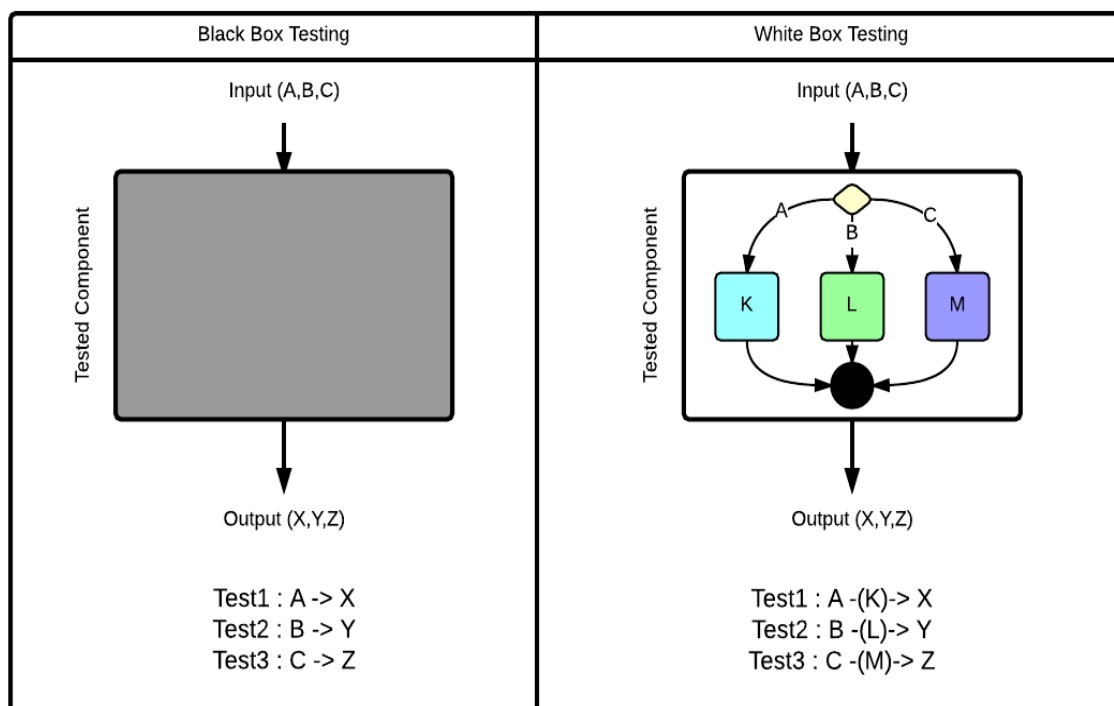 Black Box Testing
Input (A,B,C)
Tested Component
Output (X,Y,Z)
Test1 : A -> X
Test2 : B -> Y
Test3 : C -> Z
White Box Testing
Input (A,B,C)
Tested Component
A
B
C
K
L
M
Output (X,Y,Z)
Test1 : A -(K)-> X
Test2 : B -(L)-> Y
Test3 : C -(M)-> Z